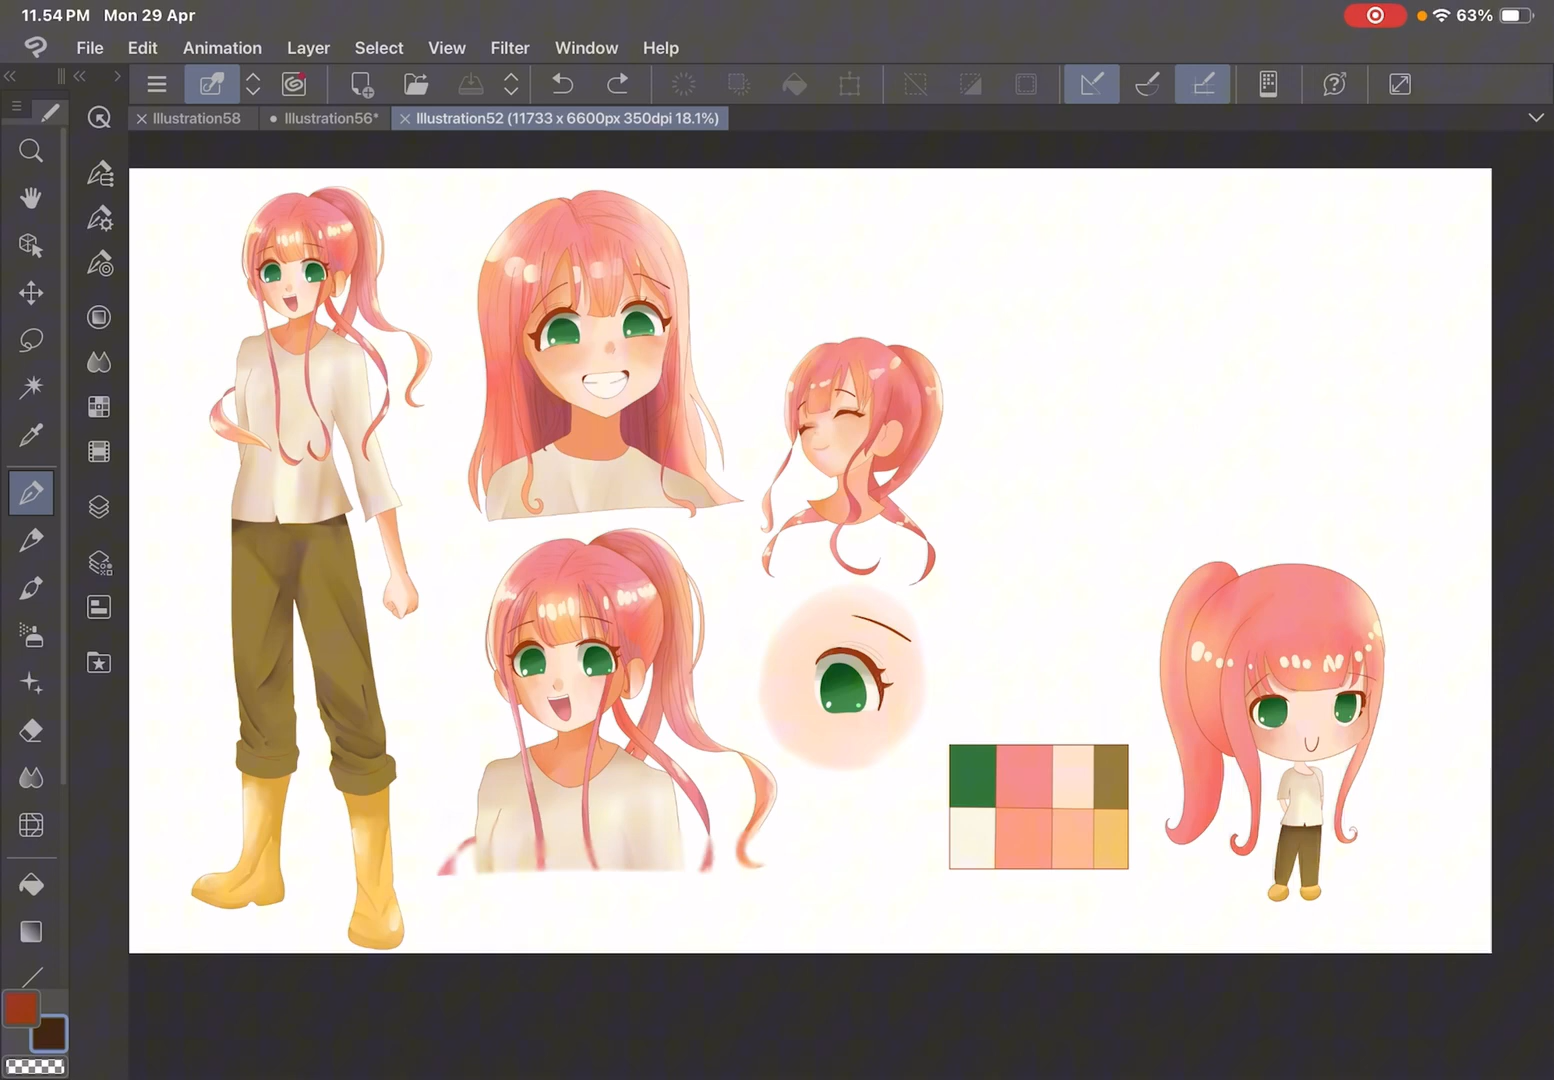 11.54 PM Mon 29 Apr
63%
File Edit Animation Layer Select View Filter Window Help
Illustration58
Illustration56*
Illustration52 (11733 x 6600px 350dpi 18.1%)